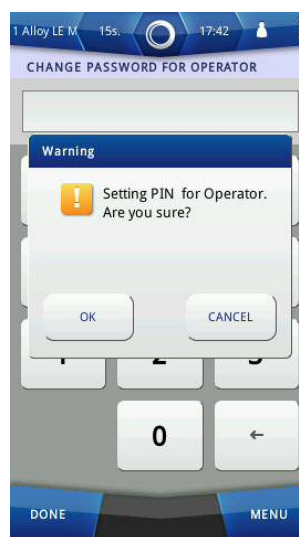 1 Alloy LE M 15s. 17:42
CHANGE PASSWORD FOR OPERATOR
Warning
Setting PIN for Operator.
Are you sure?
OK CANCEL
0 ←
DONE MENU